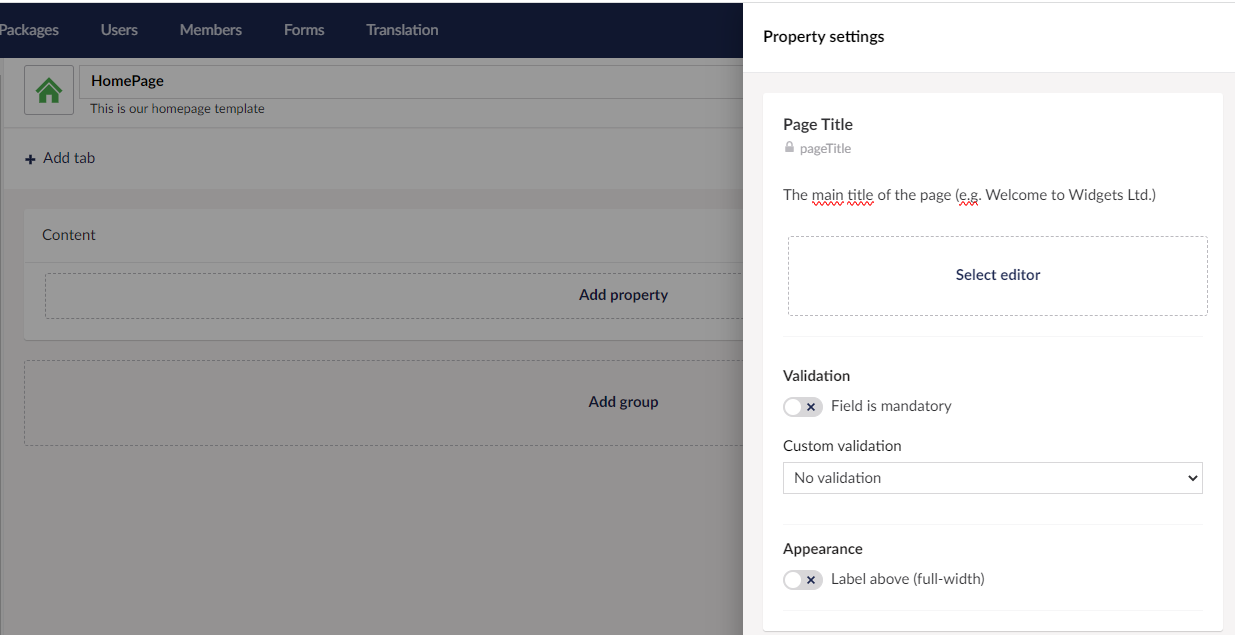 Packages Users Members Forms Translation
HomePage
This is our homepage template
+ Add tab
Content
Add property
Add group
Property settings
Page Title
pageTitle
The main title of the page (e.g. Welcome to Widgets Ltd.)
Select editor
Validation
Field is mandatory
Custom validation
No validation
Appearance
Label above (full-width)